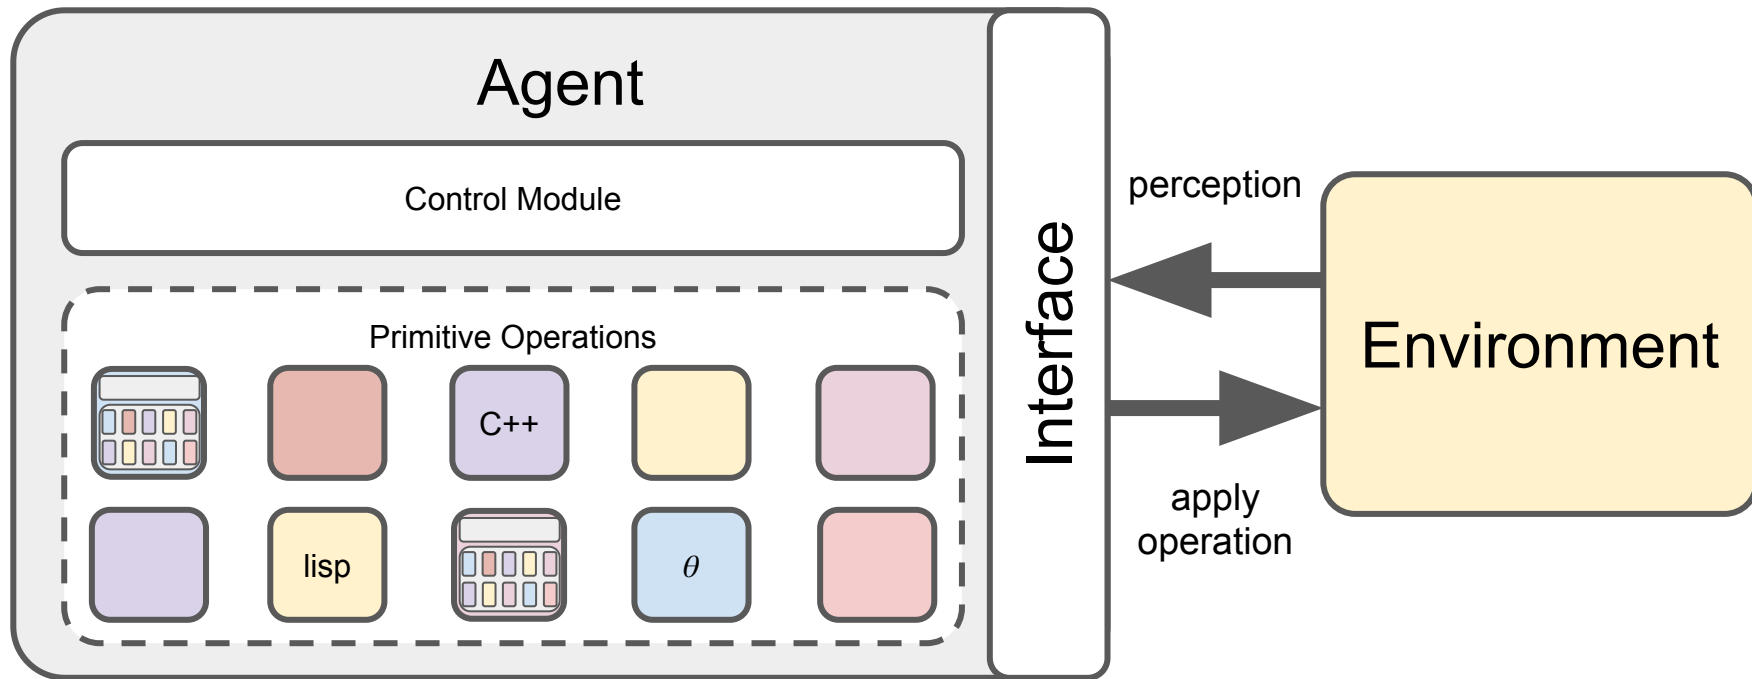 Agent
Control Module
Primitive Operations
C++
lisp
θ
Interface
perception
apply
operation
Environment